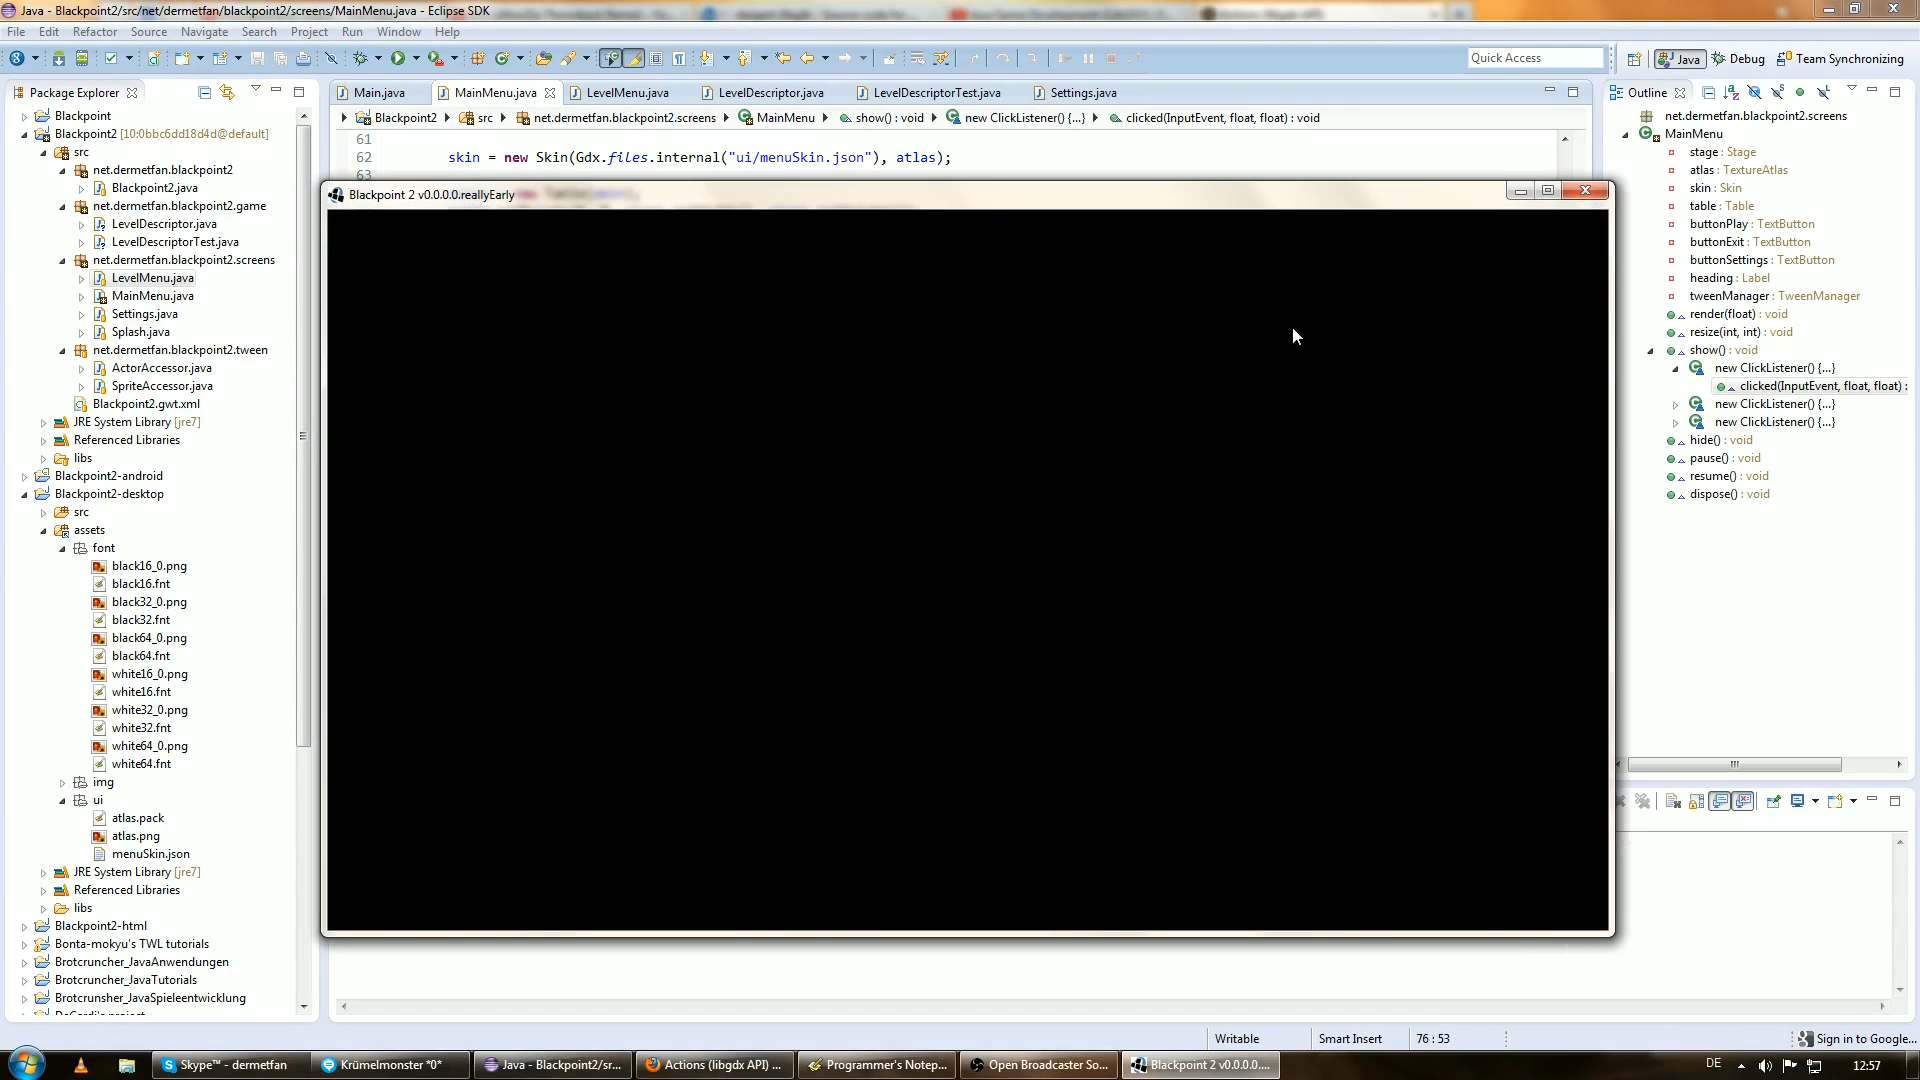 Java - Blackpoint2/src/net/dermetfan/blackpoint2/screens/MainMenu.java - Eclipse SDK
File Edit Refactor Source Navigate Search Project Run Window Help
Quick Access
Java
Debug
Team Synchronizing
Package Explorer
Blackpoint
Blackpoint2 [10:0bbc6dd18d4d@default]
src
net.dermetfan.blackpoint2
Blackpoint2.java
net.dermetfan.blackpoint2.game
LevelDescriptor.java
LevelDescriptorTest.java
net.dermetfan.blackpoint2.screens
LevelMenu.java
MainMenu.java
Settings.java
Splash.java
net.dermetfan.blackpoint2.tween
ActorAccessor.java
SpriteAccessor.java
Blackpoint2.gwt.xml
JRE System Library [jre7]
Referenced Libraries
libs
Blackpoint2-android
Blackpoint2-desktop
src
assets
font
black16_0.png
black16.fnt
black32_0.png
black32.fnt
black64_0.png
black64.fnt
white16_0.png
white16.fnt
white32_0.png
white32.fnt
white64_0.png
white64.fnt
img
ui
atlas.pack
atlas.png
menuSkin.json
JRE System Library [jre7]
Referenced Libraries
libs
Blackpoint2-html
Bonta-mokyu's TWL tutorials
Brotcruncher_JavaAnwendungen
Brotcruncher_JavaTutorials
Brotcrunsher_JavaSpieleentwicklung
Main.java MainMenu.java LevelMenu.java LevelDescriptor.java LevelDescriptorTest.java Settings.java
Blackpoint2 src net.dermetfan.blackpoint2.screens MainMenu show() : void new ClickListener() {...} clicked(InputEvent, float, float) : void
61
62 skin = new Skin(Gdx.files.internal("ui/menuSkin.json"), atlas);
63
Blackpoint 2 v0.0.0.0.reallyEarly
Outline
net.dermetfan.blackpoint2.screens
MainMenu
stage : Stage
atlas : TextureAtlas
skin : Skin
table : Table
buttonPlay : TextButton
buttonExit : TextButton
buttonSettings : TextButton
heading : Label
tweenManager : TweenManager
render(float) : void
resize(int, int) : void
show() : void
new ClickListener() {...}
clicked(InputEvent, float, float) :
new ClickListener() {...}
new ClickListener() {...}
hide() : void
pause() : void
resume() : void
dispose() : void
Writable Smart Insert 76 : 53 Sign in to Google...
Skype™ - dermetfan Krümelmonster *0* Java - Blackpoint2/sr... Actions (libgdx API) ... Programmer's Notep... Open Broadcaster So... Blackpoint 2 v0.0.0.0.... DE 12:57